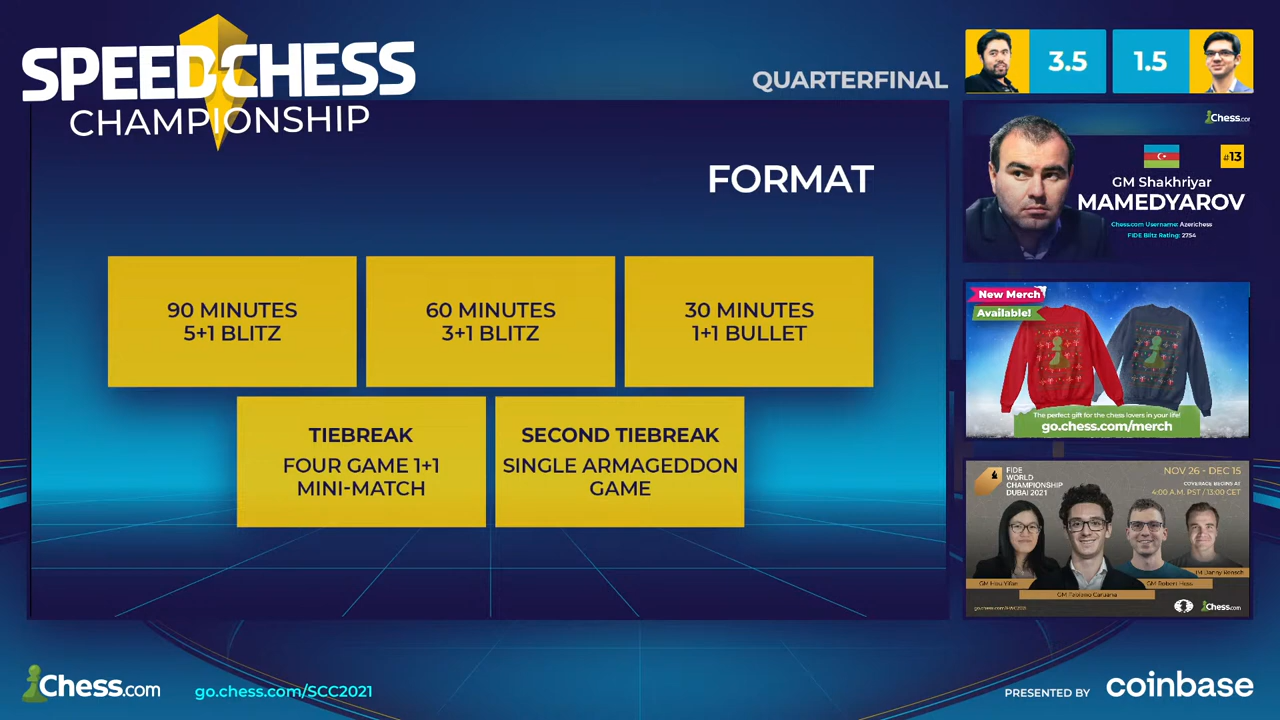 SPEED CHESS
CHAMPIONSHIP
QUARTERFINAL
3.5
1.5
FORMAT
90 MINUTES
5+1 BLITZ
60 MINUTES
3+1 BLITZ
30 MINUTES
1+1 BULLET
TIEBREAK
FOUR GAME 1+1
MINI-MATCH
SECOND TIEBREAK
SINGLE ARMAGEDDON
GAME
#13
GM Shakhriyar
MAMEDYAROV
Chess.com Username: Azerichess
FIDE Blitz Rating: 2754
New Merch
Available!
The perfect gift for the chess lovers in your life!
go.chess.com/merch
FIDE
WORLD
CHAMPIONSHIP
DUBAI 2021
NOV 26 - DEC 15
COVERAGE BEGINS AT
4:00 A.M. PST / 13:00 CET
GM Hou Yifan
GM Fabiano Caruana
GM Robert Hess
IM Danny Rensch
Chess.com
Chess.com
go.chess.com/SCC2021
PRESENTED BY
coinbase